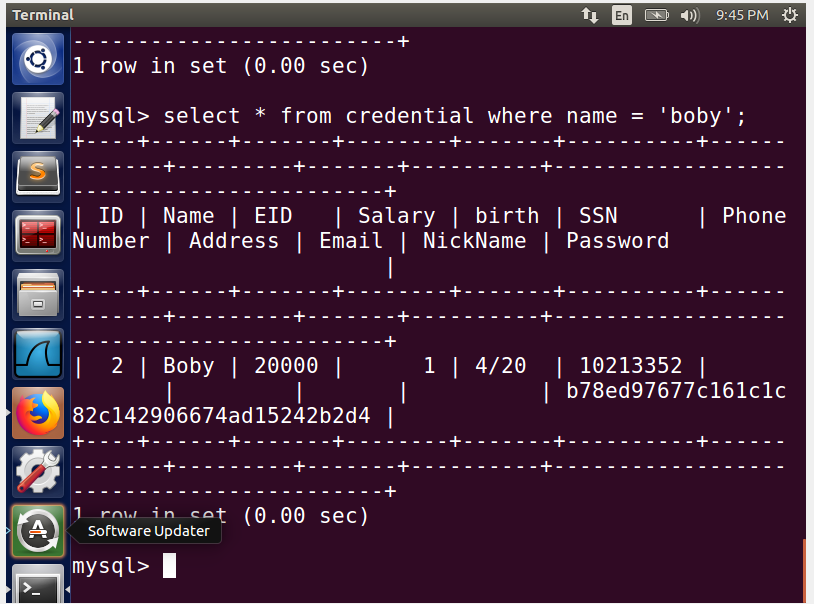 Terminal En 9:45 PM
-------------------------+
1 row in set (0.00 sec)
mysql> select * from credential where name = 'boby';
+----+------+-------+--------+-------+----------+------
-------+---------+-------+----------+------------------
------------------------+
| ID | Name | EID   | Salary | birth | SSN      | Phone
Number | Address | Email | NickName | Password
                        |
+----+------+-------+--------+-------+----------+------
-------+---------+-------+----------+------------------
------------------------+
|  2 | Boby | 20000 |      1 | 4/20  | 10213352 |
       |         |       |          | b78ed97677c161c1c
82c142906674ad15242b2d4 |
+----+------+-------+--------+-------+----------+------
-------+---------+-------+----------+------------------
------------------------+
1 row in set (0.00 sec)
Software Updater
mysql>